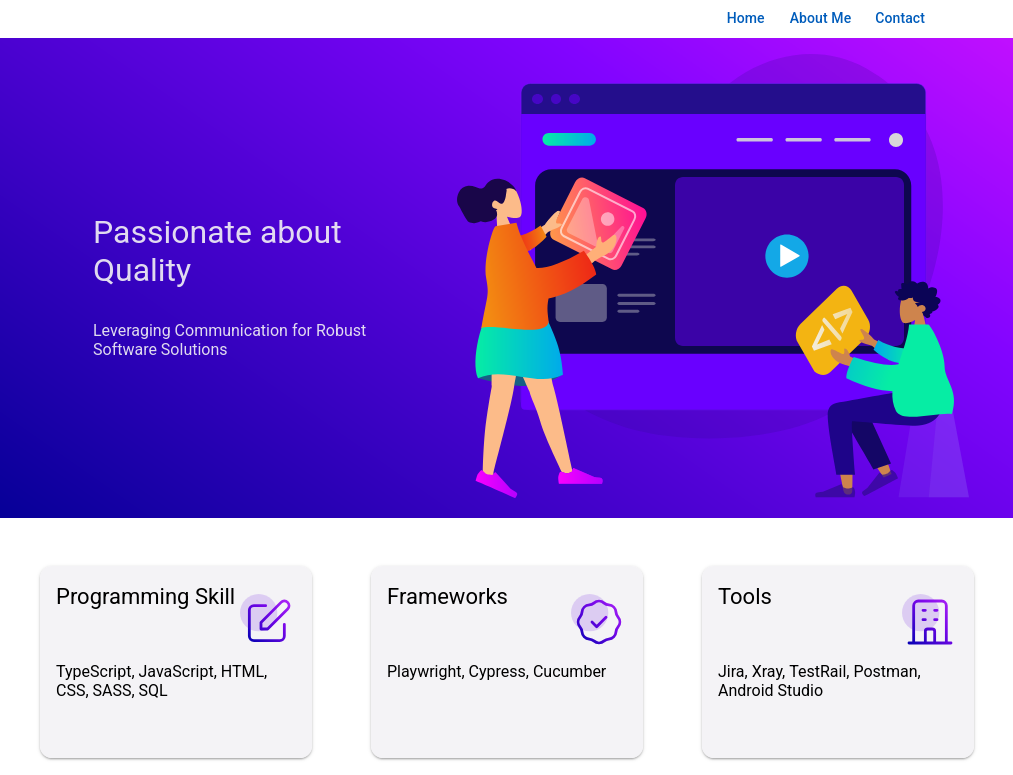 Home About Me Contact
Passionate about
Quality
Leveraging Communication for Robust
Software Solutions
</>
Programming Skill
TypeScript, JavaScript, HTML,
CSS, SASS, SQL
Frameworks
Playwright, Cypress, Cucumber
Tools
Jira, Xray, TestRail, Postman,
Android Studio